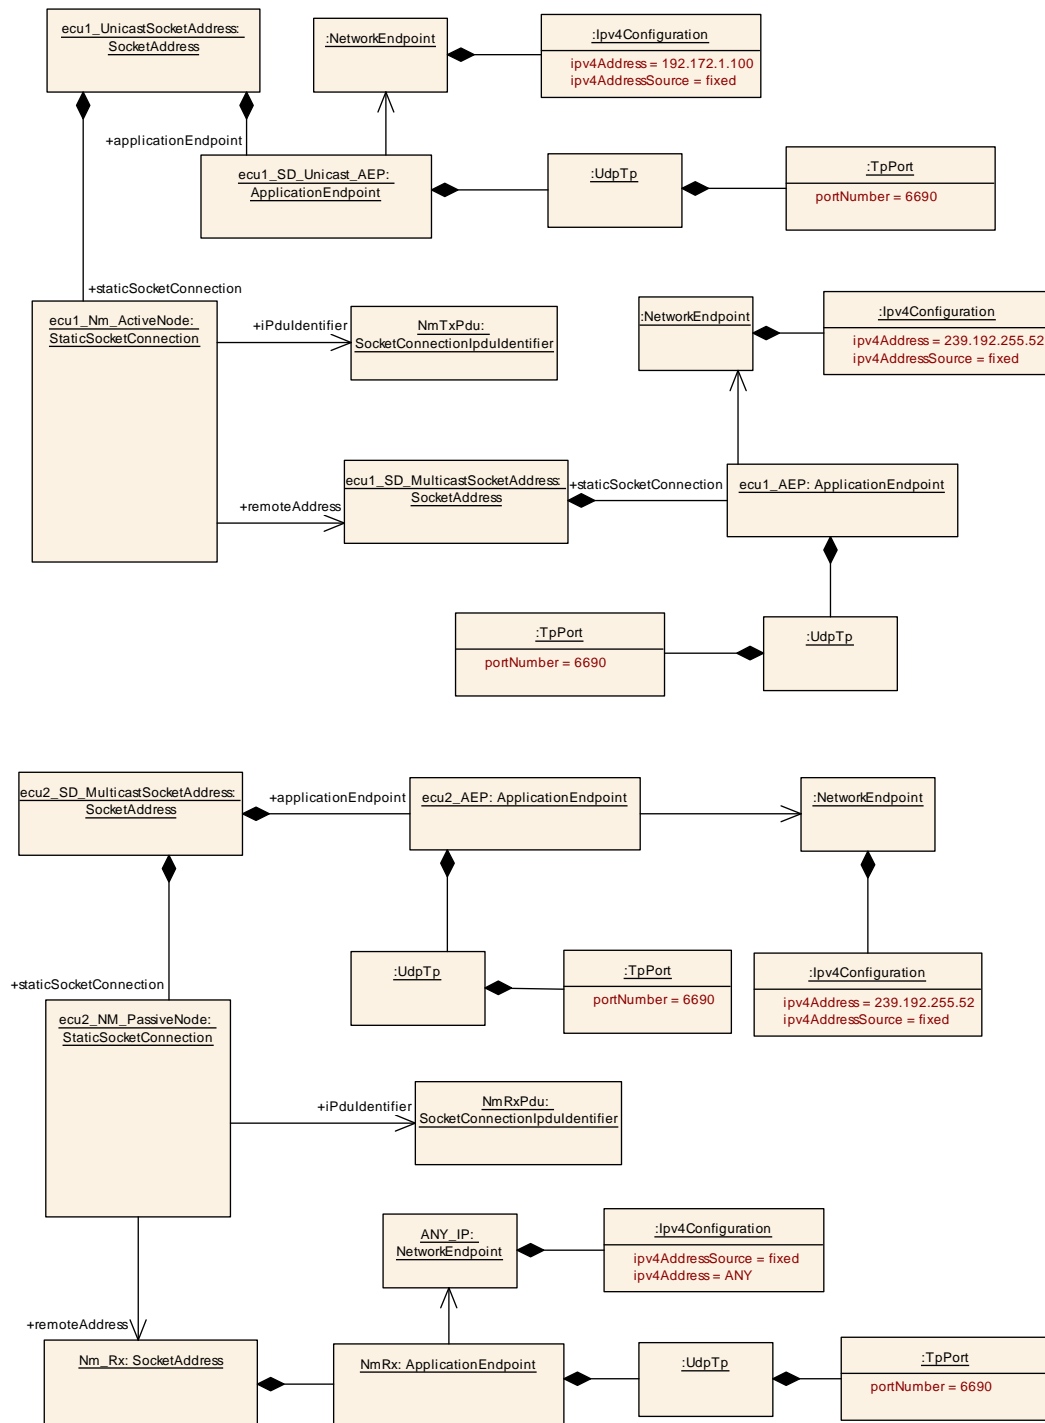 ecu1_UnicastSocketAddress:
SocketAddress
:NetworkEndpoint
:Ipv4Configuration
ipv4Address = 192.172.1.100
ipv4AddressSource = fixed
+applicationEndpoint
ecu1_SD_Unicast_AEP:
ApplicationEndpoint
:UdpTp
:TpPort
portNumber = 6690
+staticSocketConnection
ecu1_Nm_ActiveNode:
StaticSocketConnection
+iPduIdentifier
NmTxPdu:
SocketConnectionIpduIdentifier
:NetworkEndpoint
:Ipv4Configuration
ipv4Address = 239.192.255.52
ipv4AddressSource = fixed
+remoteAddress
ecu1_SD_MulticastSocketAddress:
SocketAddress
+staticSocketConnection
ecu1_AEP: ApplicationEndpoint
:TpPort
portNumber = 6690
:UdpTp
ecu2_SD_MulticastSocketAddress:
SocketAddress
+applicationEndpoint
ecu2_AEP: ApplicationEndpoint
:NetworkEndpoint
:UdpTp
:TpPort
portNumber = 6690
:Ipv4Configuration
ipv4Address = 239.192.255.52
ipv4AddressSource = fixed
+staticSocketConnection
ecu2_NM_PassiveNode:
StaticSocketConnection
+iPduIdentifier
NmRxPdu:
SocketConnectionIpduIdentifier
ANY_IP:
NetworkEndpoint
:Ipv4Configuration
ipv4AddressSource = fixed
ipv4Address = ANY
+remoteAddress
Nm_Rx: SocketAddress
NmRx: ApplicationEndpoint
:UdpTp
:TpPort
portNumber = 6690